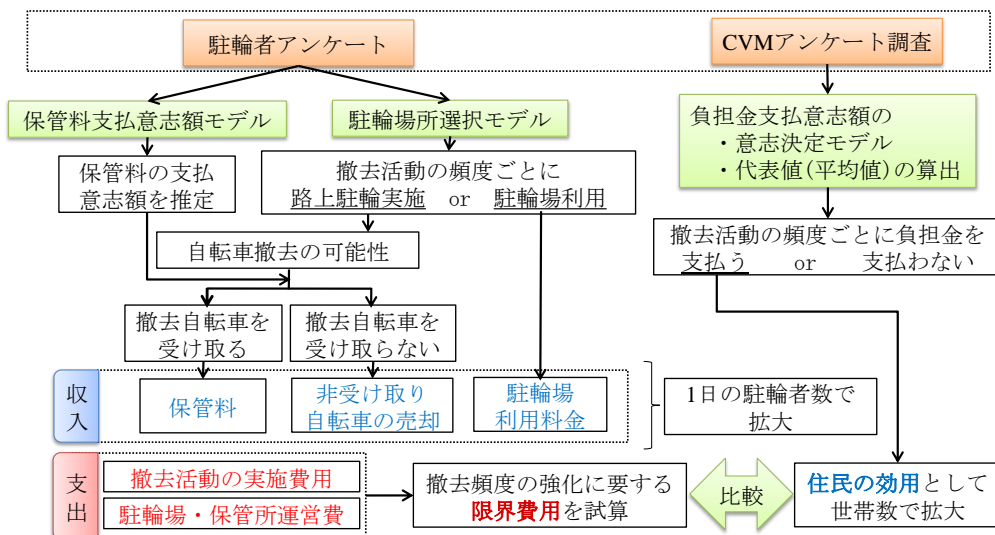 駐輪者アンケート
CVMアンケート調査
保管料支払意志額モデル
駐輪場所選択モデル
負担金支払意志額の
・意志決定モデル
・代表値(平均値)の算出
保管料の支払
意志額を推定
撤去活動の頻度ごとに
路上駐輪実施 or 駐輪場利用
自転車撤去の可能性
撤去活動の頻度ごとに負担金を
支払う or 支払わない
撤去自転車を
受け取る
撤去自転車を
受け取らない
収入
保管料
非受け取り
自転車の売却
駐輪場
利用料金
1日の駐輪者数で
拡大
支出
撤去活動の実施費用
駐輪場・保管所運営費
撤去頻度の強化に要する
限界費用を試算
比較
住民の効用として
世帯数で拡大